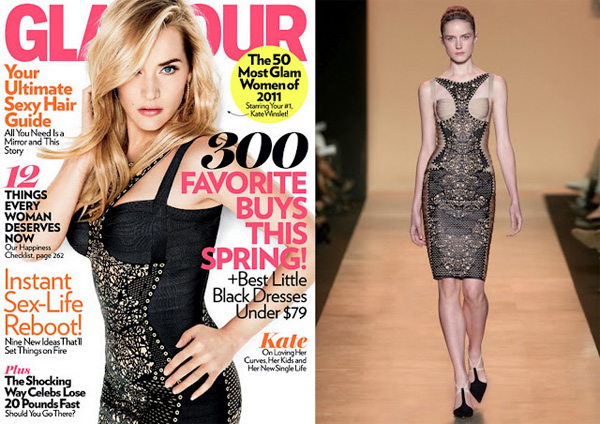 GLAMOUR
Your
Ultimate
Sexy Hair
Guide
All You Need Is a
Mirror and This
Story
The 50
Most Glam
Women of
2011
Starring Your #1,
Kate Winslet!
12
THINGS
EVERY
WOMAN
DESERVES
NOW
Our Happiness
Checklist, page 262
300
FAVORITE
BUYS
THIS
SPRING!
+Best Little
Black Dresses
Under $79
Instant
Sex-Life
Reboot!
Nine New Ideas That'll
Set Things on Fire
Kate
On Loving Her
Curves, Her Kids and
Her New Single Life
Plus
The Shocking
Way Celebs Lose
20 Pounds Fast
Should You Go There?